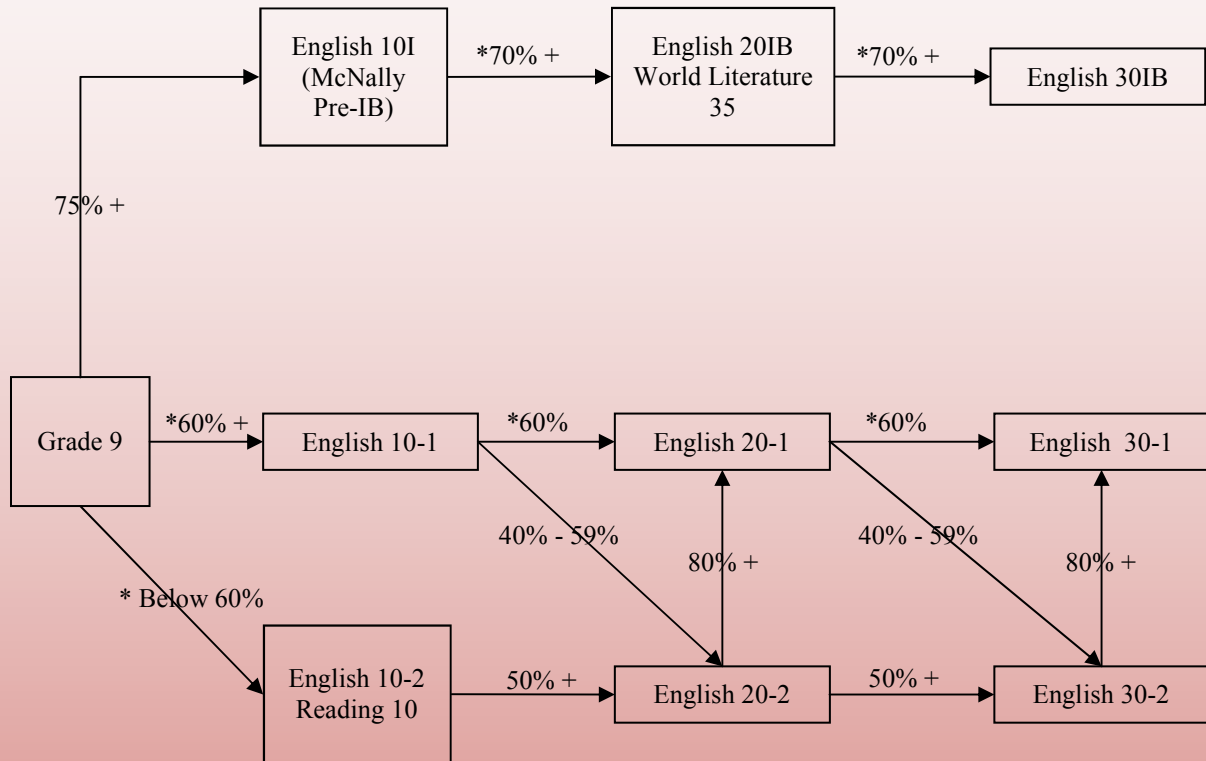 English 10I
(McNally
Pre-IB)
*70% +
English 20IB
World Literature
35
*70% +
English 30IB
75% +
Grade 9
*60% +
English 10-1
*60%
English 20-1
*60%
English 30-1
40% - 59%
80% +
40% - 59%
80% +
* Below 60%
English 10-2
Reading 10
50% +
English 20-2
50% +
English 30-2